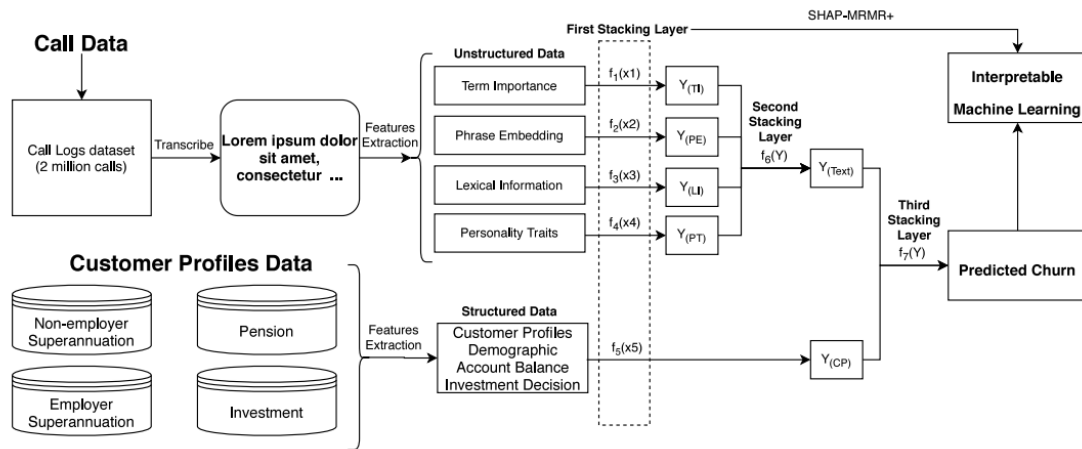 Call Data
Call Logs dataset
(2 million calls)
Transcribe
Lorem ipsum dolor
sit amet,
consectetur ...
Features
Extraction
Unstructured Data
Term Importance
Phrase Embedding
Lexical Information
Personality Traits
First Stacking Layer
f1(x1)
f2(x2)
f3(x3)
f4(x4)
Y(TI)
Y(PE)
Y(LI)
Y(PT)
Second
Stacking
Layer
f6(Y)
Y(Text)
SHAP-MRMR+
Interpretable
Machine Learning
Third
Stacking
Layer
f7(Y)
Predicted Churn
Customer Profiles Data
Non-employer
Superannuation
Pension
Employer
Superannuation
Investment
Features
Extraction
Structured Data
Customer Profiles
Demographic
Account Balance
Investment Decision
f5(x5)
Y(CP)